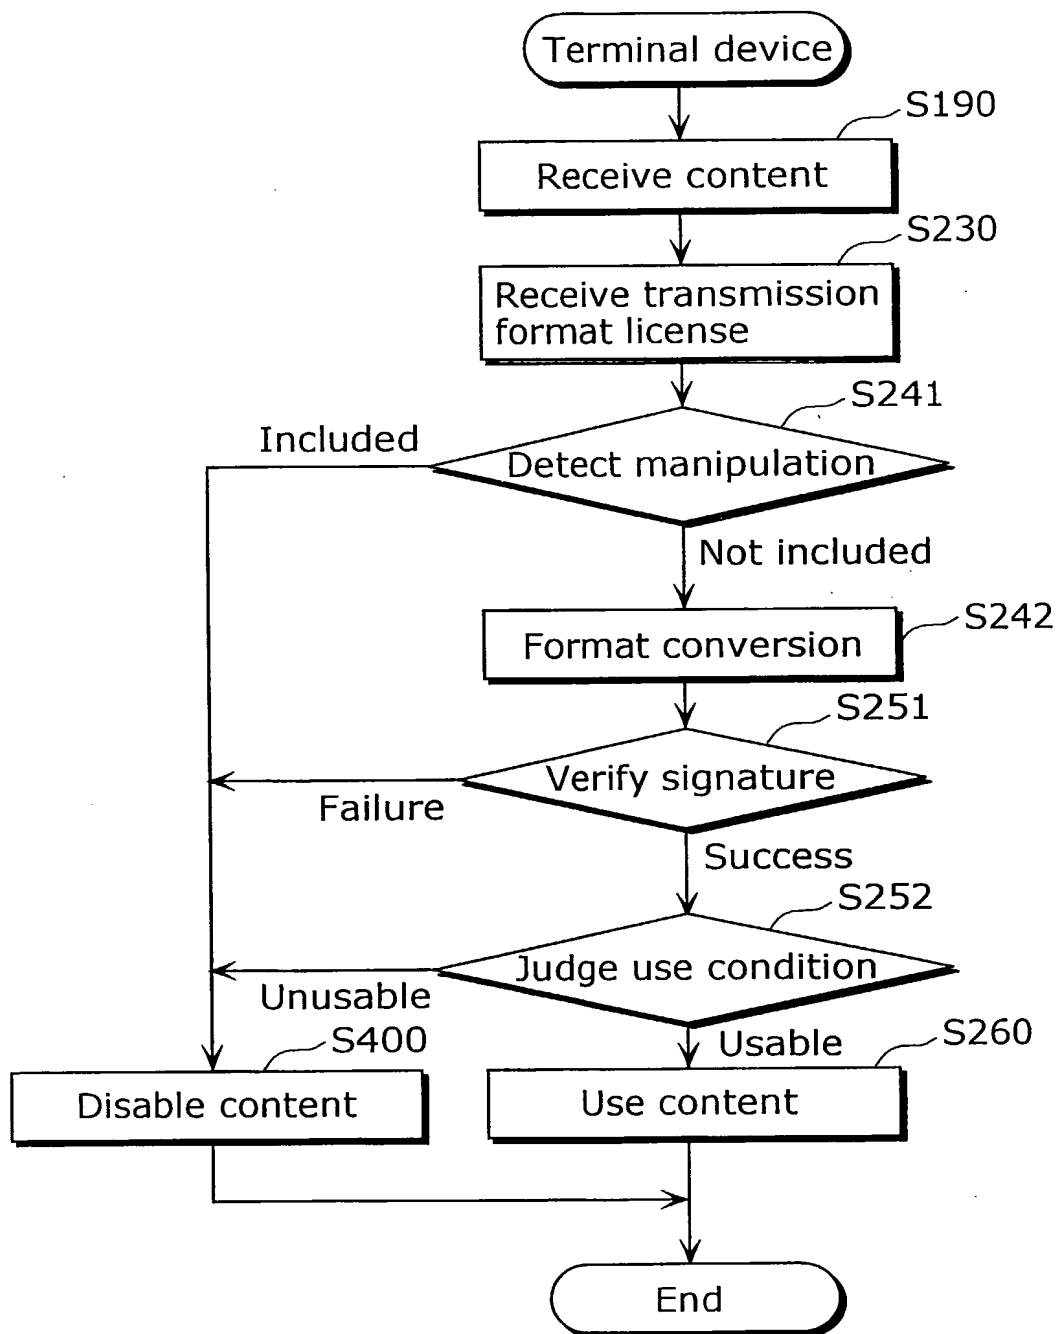 Terminal device
S190
Receive content
S230
Receive transmission
format license
S241
Included
Detect manipulation
Not included
S242
Format conversion
S251
Verify signature
Failure
Success
S252
Judge use condition
Unusable
Usable
S400
S260
Disable content
Use content
End